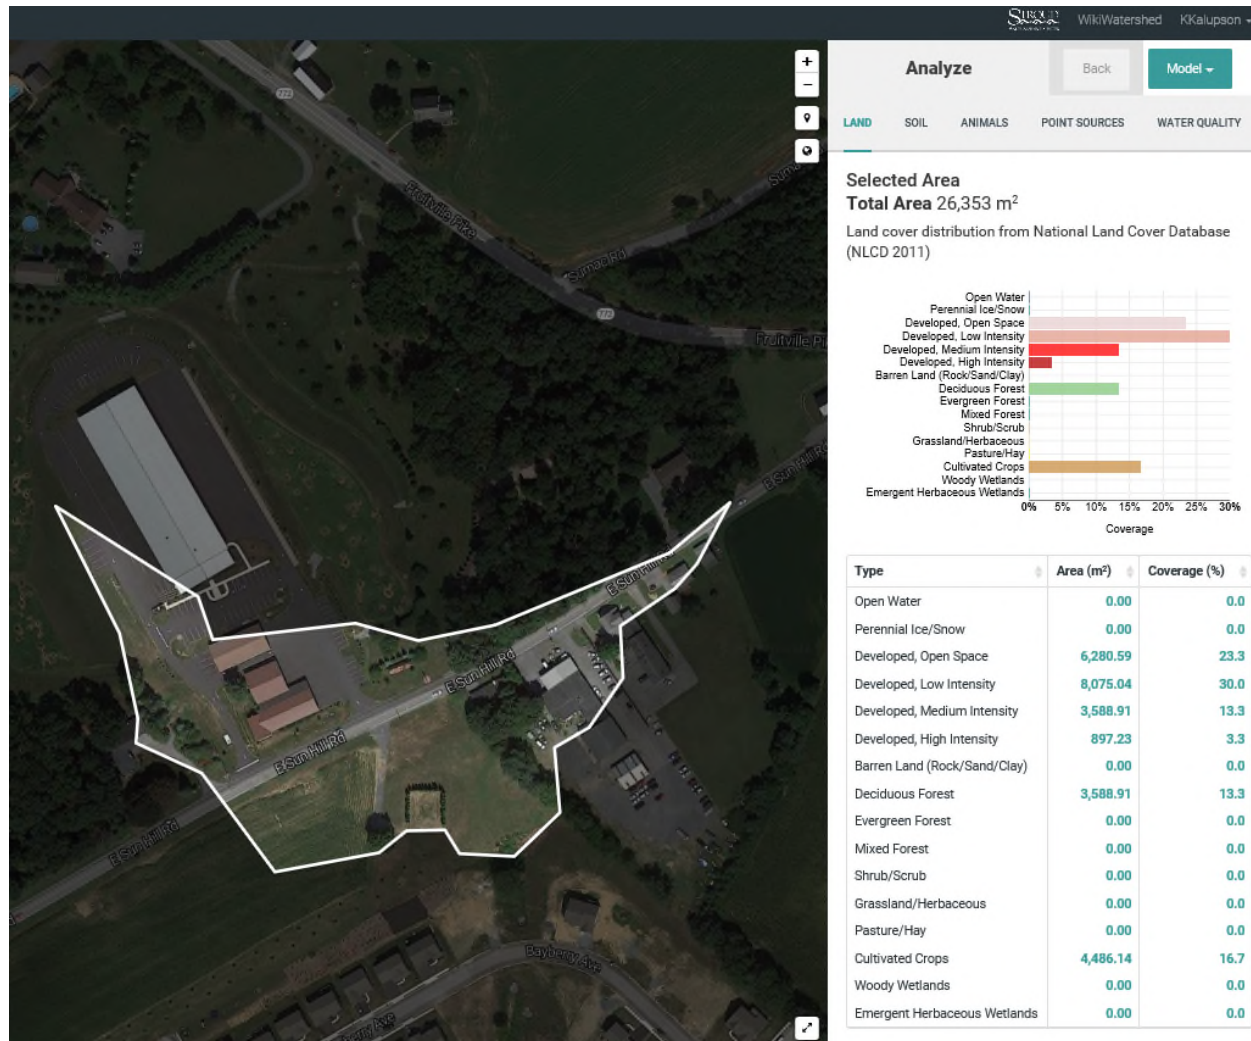 STROUD WikiWatershed KKalupson
772
Fruitville Pike
Sumac Rd
772
Fruitville Pi
E Sun Hill Rd
E Sun Hill Rd
E Sun Hill Rd
E Sun Hill Rd
E Sun Hill Rd
Bayberry Ave
+
−
Analyze Back Model
LAND SOIL ANIMALS POINT SOURCES WATER QUALITY
Selected Area
Total Area 26,353 m²
Land cover distribution from National Land Cover Database
(NLCD 2011)
Open Water
Perennial Ice/Snow
Developed, Open Space
Developed, Low Intensity
Developed, Medium Intensity
Developed, High Intensity
Barren Land (Rock/Sand/Clay)
Deciduous Forest
Evergreen Forest
Mixed Forest
Shrub/Scrub
Grassland/Herbaceous
Pasture/Hay
Cultivated Crops
Woody Wetlands
Emergent Herbaceous Wetlands
0% 5% 10% 15% 20% 25% 30%
Coverage
Type Area (m²) Coverage (%)
Open Water 0.00 0.0
Perennial Ice/Snow 0.00 0.0
Developed, Open Space 6,280.59 23.3
Developed, Low Intensity 8,075.04 30.0
Developed, Medium Intensity 3,588.91 13.3
Developed, High Intensity 897.23 3.3
Barren Land (Rock/Sand/Clay) 0.00 0.0
Deciduous Forest 3,588.91 13.3
Evergreen Forest 0.00 0.0
Mixed Forest 0.00 0.0
Shrub/Scrub 0.00 0.0
Grassland/Herbaceous 0.00 0.0
Pasture/Hay 0.00 0.0
Cultivated Crops 4,486.14 16.7
Woody Wetlands 0.00 0.0
Emergent Herbaceous Wetlands 0.00 0.0